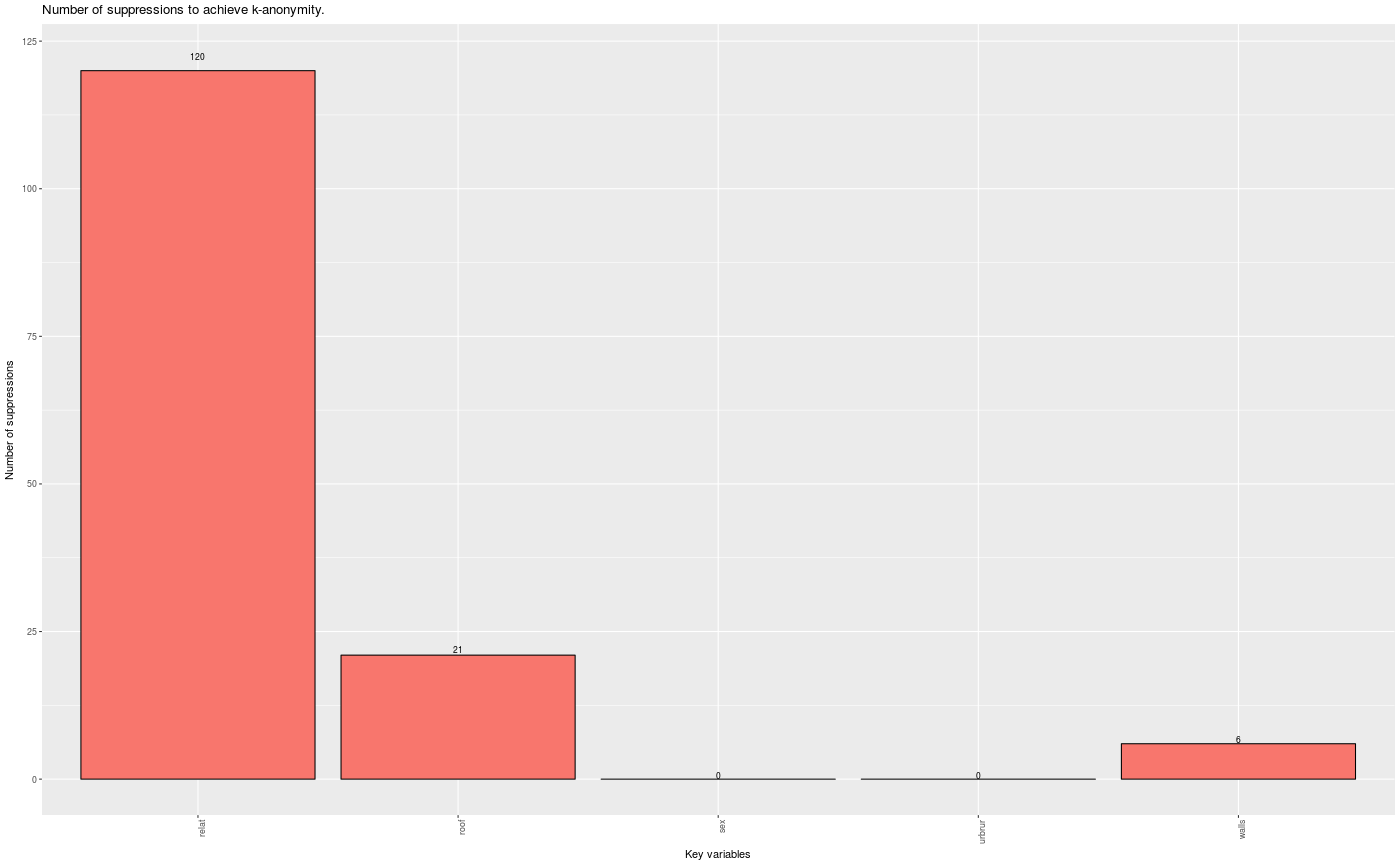 Number of suppressions to achieve k-anonymity.
125
100
75
50
25
0
Number of suppressions
120
21
0
0
6
relat
roof
sex
urbrur
walls
Key variables